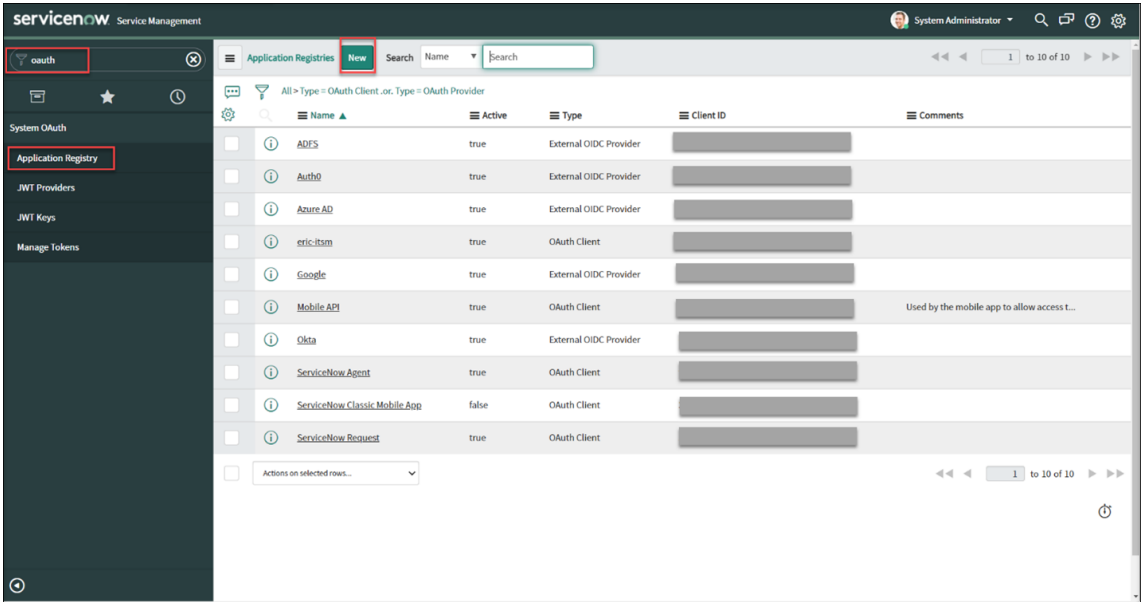 servicenow Service Management
System Administrator
oauth
Application Registries New Search Name Search
1 to 10 of 10
All > Type = OAuth Client .or. Type = OAuth Provider
Name Active Type Client ID Comments
System OAuth
Application Registry
JWT Providers
JWT Keys
Manage Tokens
ADFS true External OIDC Provider
Auth0 true External OIDC Provider
Azure AD true External OIDC Provider
eric-itsm true OAuth Client
Google true External OIDC Provider
Mobile API true OAuth Client Used by the mobile app to allow access t...
Okta true External OIDC Provider
ServiceNow Agent true OAuth Client
ServiceNow Classic Mobile App false OAuth Client
ServiceNow Request true OAuth Client
Actions on selected rows...
1 to 10 of 10